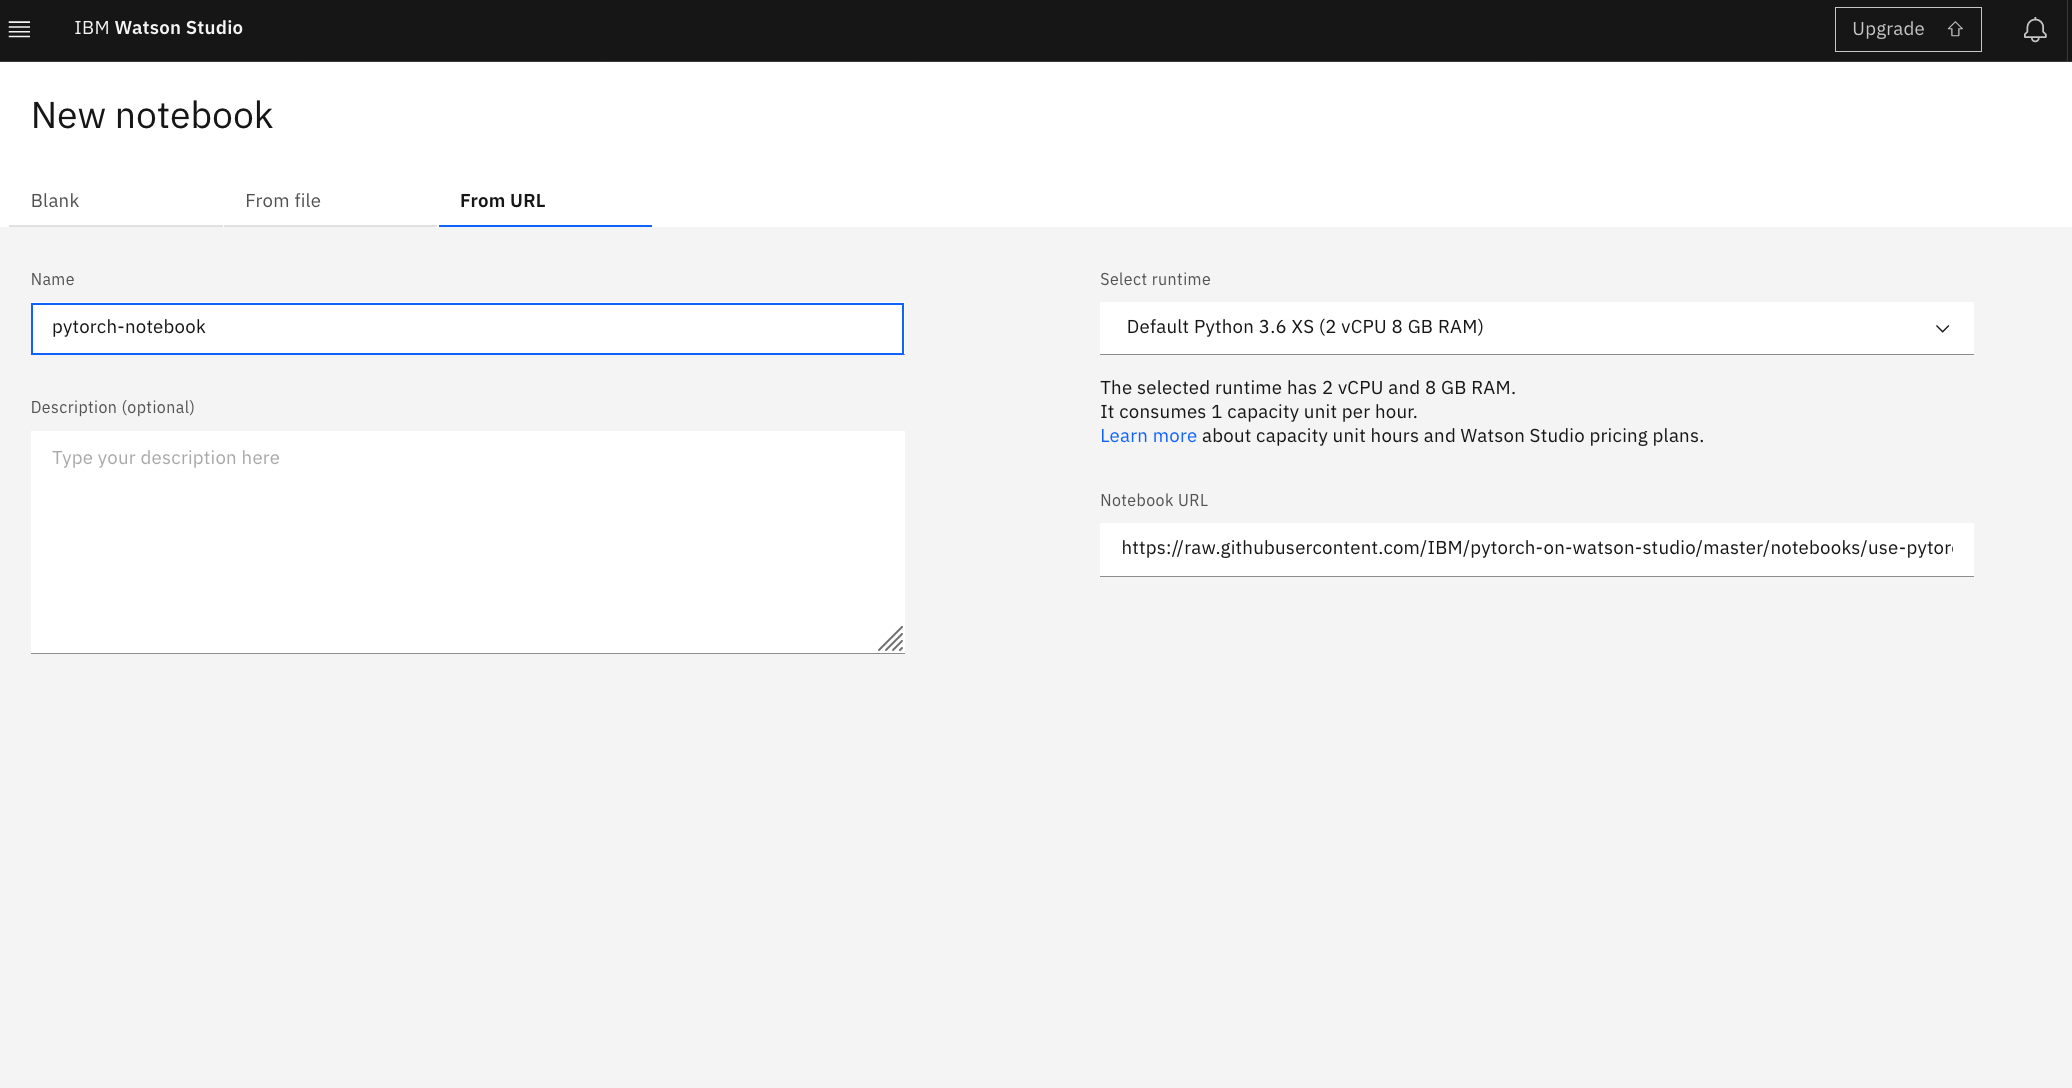 IBM Watson Studio
Upgrade
New notebook
Blank
From file
From URL
Name
pytorch-notebook
Description (optional)
Type your description here
Select runtime
Default Python 3.6 XS (2 vCPU 8 GB RAM)
The selected runtime has 2 vCPU and 8 GB RAM.
It consumes 1 capacity unit per hour.
Learn more about capacity unit hours and Watson Studio pricing plans.
Notebook URL
https://raw.githubusercontent.com/IBM/pytorch-on-watson-studio/master/notebooks/use-pytor